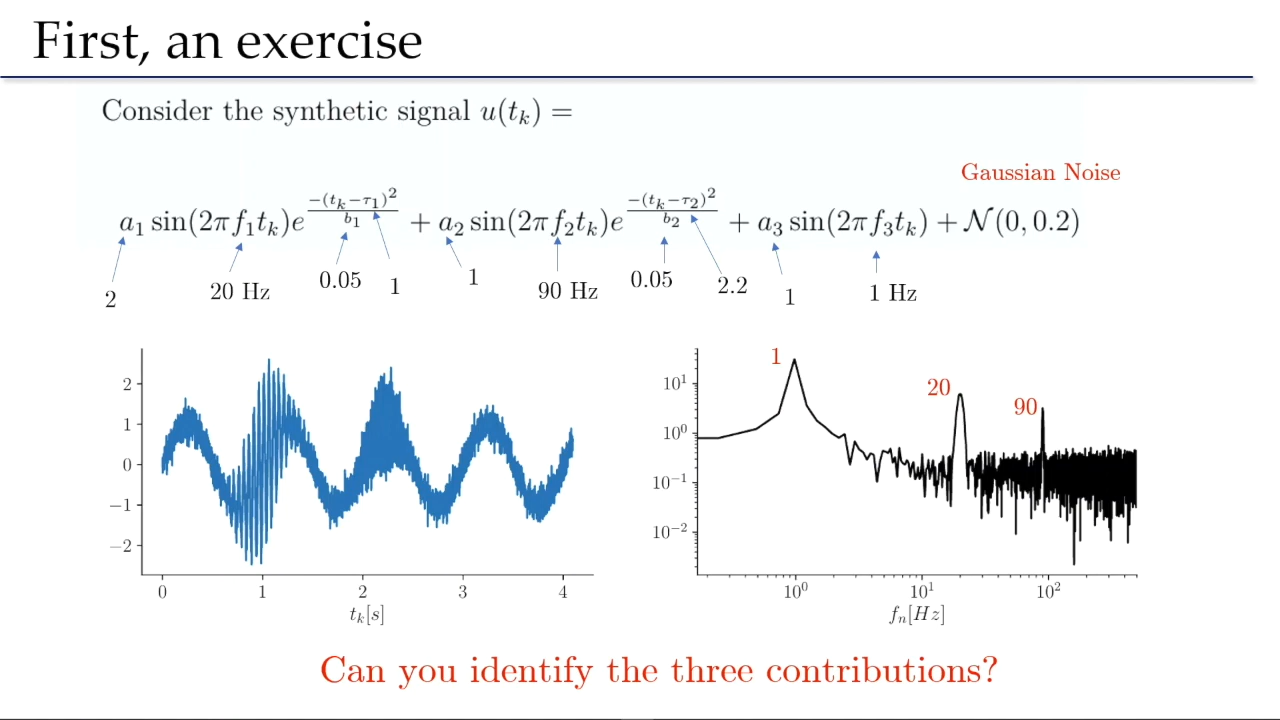 First, an exercise
Consider the synthetic signal u(t_k) =
Gaussian Noise
a_1 sin(2πf_1t_k)e^{\frac{-(t_k-τ_1)^2}{b_1}} + a_2 sin(2πf_2t_k)e^{\frac{-(t_k-τ_2)^2}{b_2}} + a_3 sin(2πf_3t_k) + 𝒩(0, 0.2)
2 20 Hz 0.05 1 1 90 Hz 0.05 2.2 1 1 Hz
2
1
0
−1
−2
0 1 2 3 4
t_k[s]
1 20 90
10^1
10^0
10^{−1}
10^{−2}
10^0 10^1 10^2
f_n[Hz]
Can you identify the three contributions?